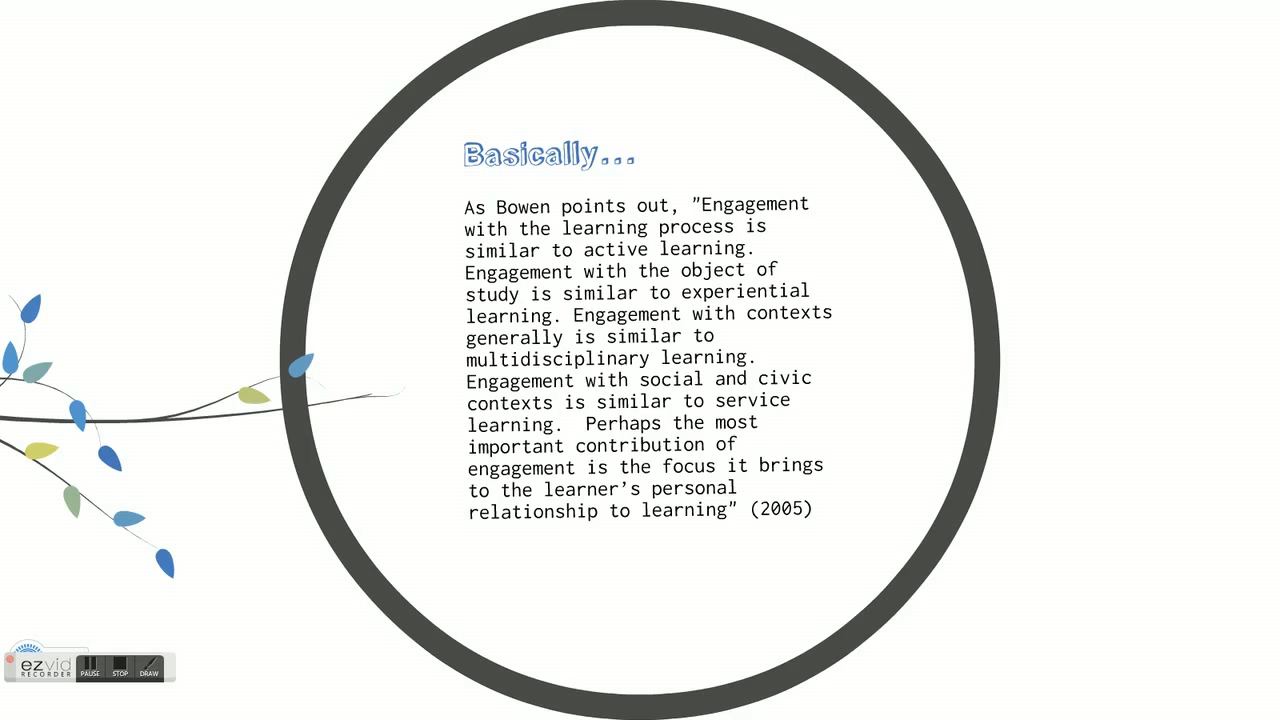 Basically...
As Bowen points out, "Engagement
with the learning process is
similar to active learning.
Engagement with the object of
study is similar to experiential
learning. Engagement with contexts
generally is similar to
multidisciplinary learning.
Engagement with social and civic
contexts is similar to service
learning.  Perhaps the most
important contribution of
engagement is the focus it brings
to the learner’s personal
relationship to learning" (2005)
ezvid
RECORDER
PAUSE STOP DRAW